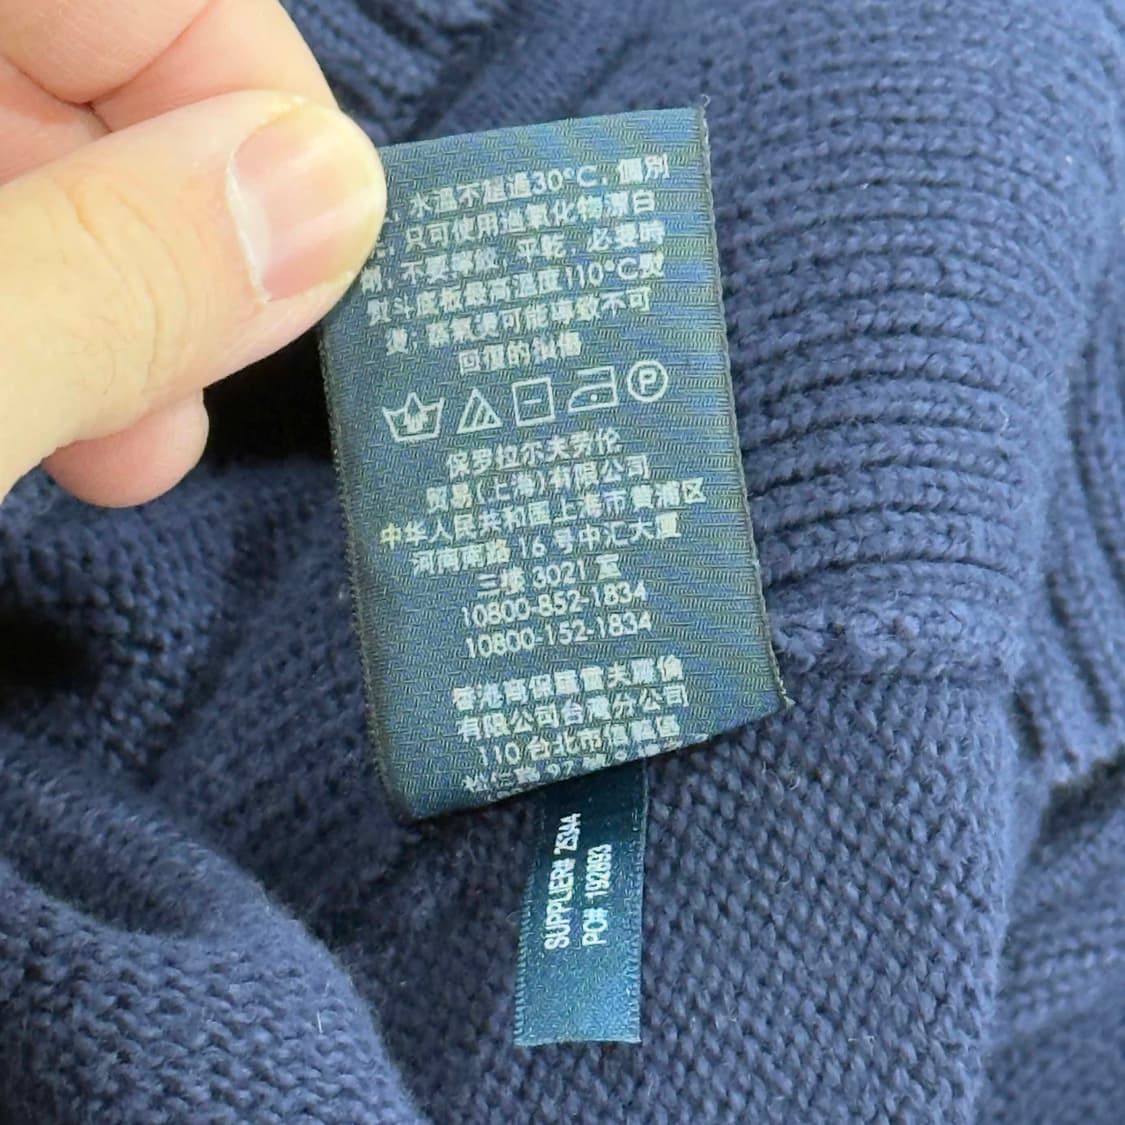 水溫不超過30°C, 個別
只可使用過氧化物漂白
劑, 不要擰絞, 平乾, 必要時
熨斗底板最高溫度110°C熨
燙, 蒸氣燙可能導致不可
回復的損傷
P
保罗拉尔夫劳伦
贸易(上海)有限公司
中华人民共和国上海市黄浦区
河南南路 16 号中汇大厦
三楼 3021 室
10800-852-1834
10800-152-1834
香港商保羅雷夫羅倫
有限公司台灣分公司
110 台北市信義區
SUPPLIER# 25344
PO# 192893